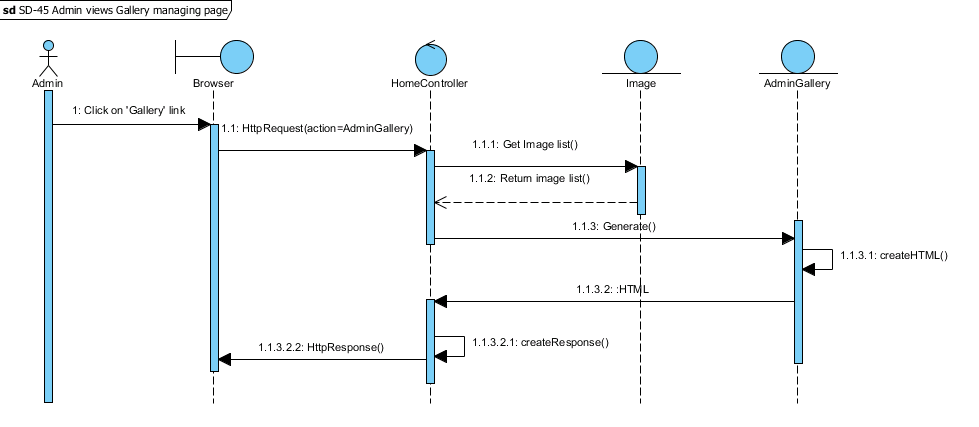 sd SD-45 Admin views Gallery managing page
Admin
Browser
HomeController
Image
AdminGallery
1: Click on 'Gallery' link
1.1: HttpRequest(action=AdminGallery)
1.1.1: Get Image list()
1.1.2: Return image list()
1.1.3: Generate()
1.1.3.1: createHTML()
1.1.3.2: :HTML
1.1.3.2.1: createResponse()
1.1.3.2.2: HttpResponse()